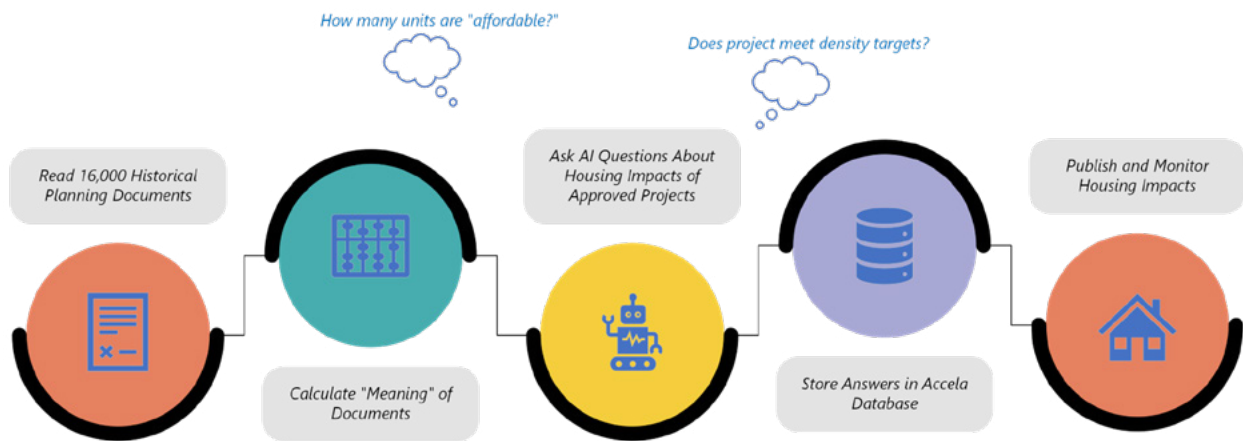 How many units are "affordable?"
Does project meet density targets?
Read 16,000 Historical
Planning Documents
Calculate "Meaning" of
Documents
Ask AI Questions About
Housing Impacts of
Approved Projects
Store Answers in Accela
Database
Publish and Monitor
Housing Impacts